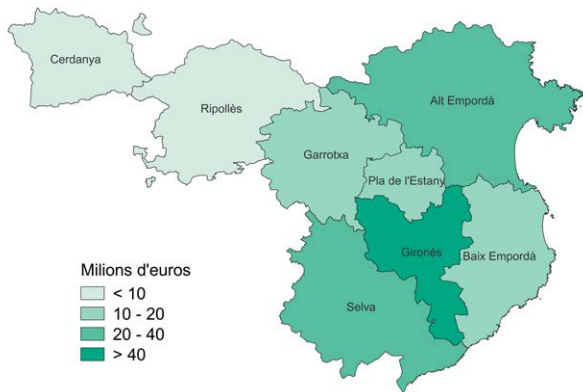 Cerdanya
Ripollès
Alt Empordà
Garrotxa
Pla de l'Estany
Gironès
Baix Empordà
Selva
Milions d'euros
< 10
10 - 20
20 - 40
> 40